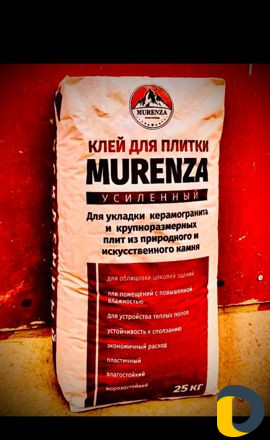 MURENZA
КЛЕЙ ДЛЯ ПЛИТКИ
MURENZA
УСИЛЕННЫЙ
Для укладки керамогранита
и крупноразмерных
плит из природного и
искусственного камня
для облицовки цоколей зданий
для помещений с повышенной
влажностью
для устройства теплых полов
устойчивость к сползанию
экономичный расход
пластичный
влагостойкий
морозостойкий
25 КГ